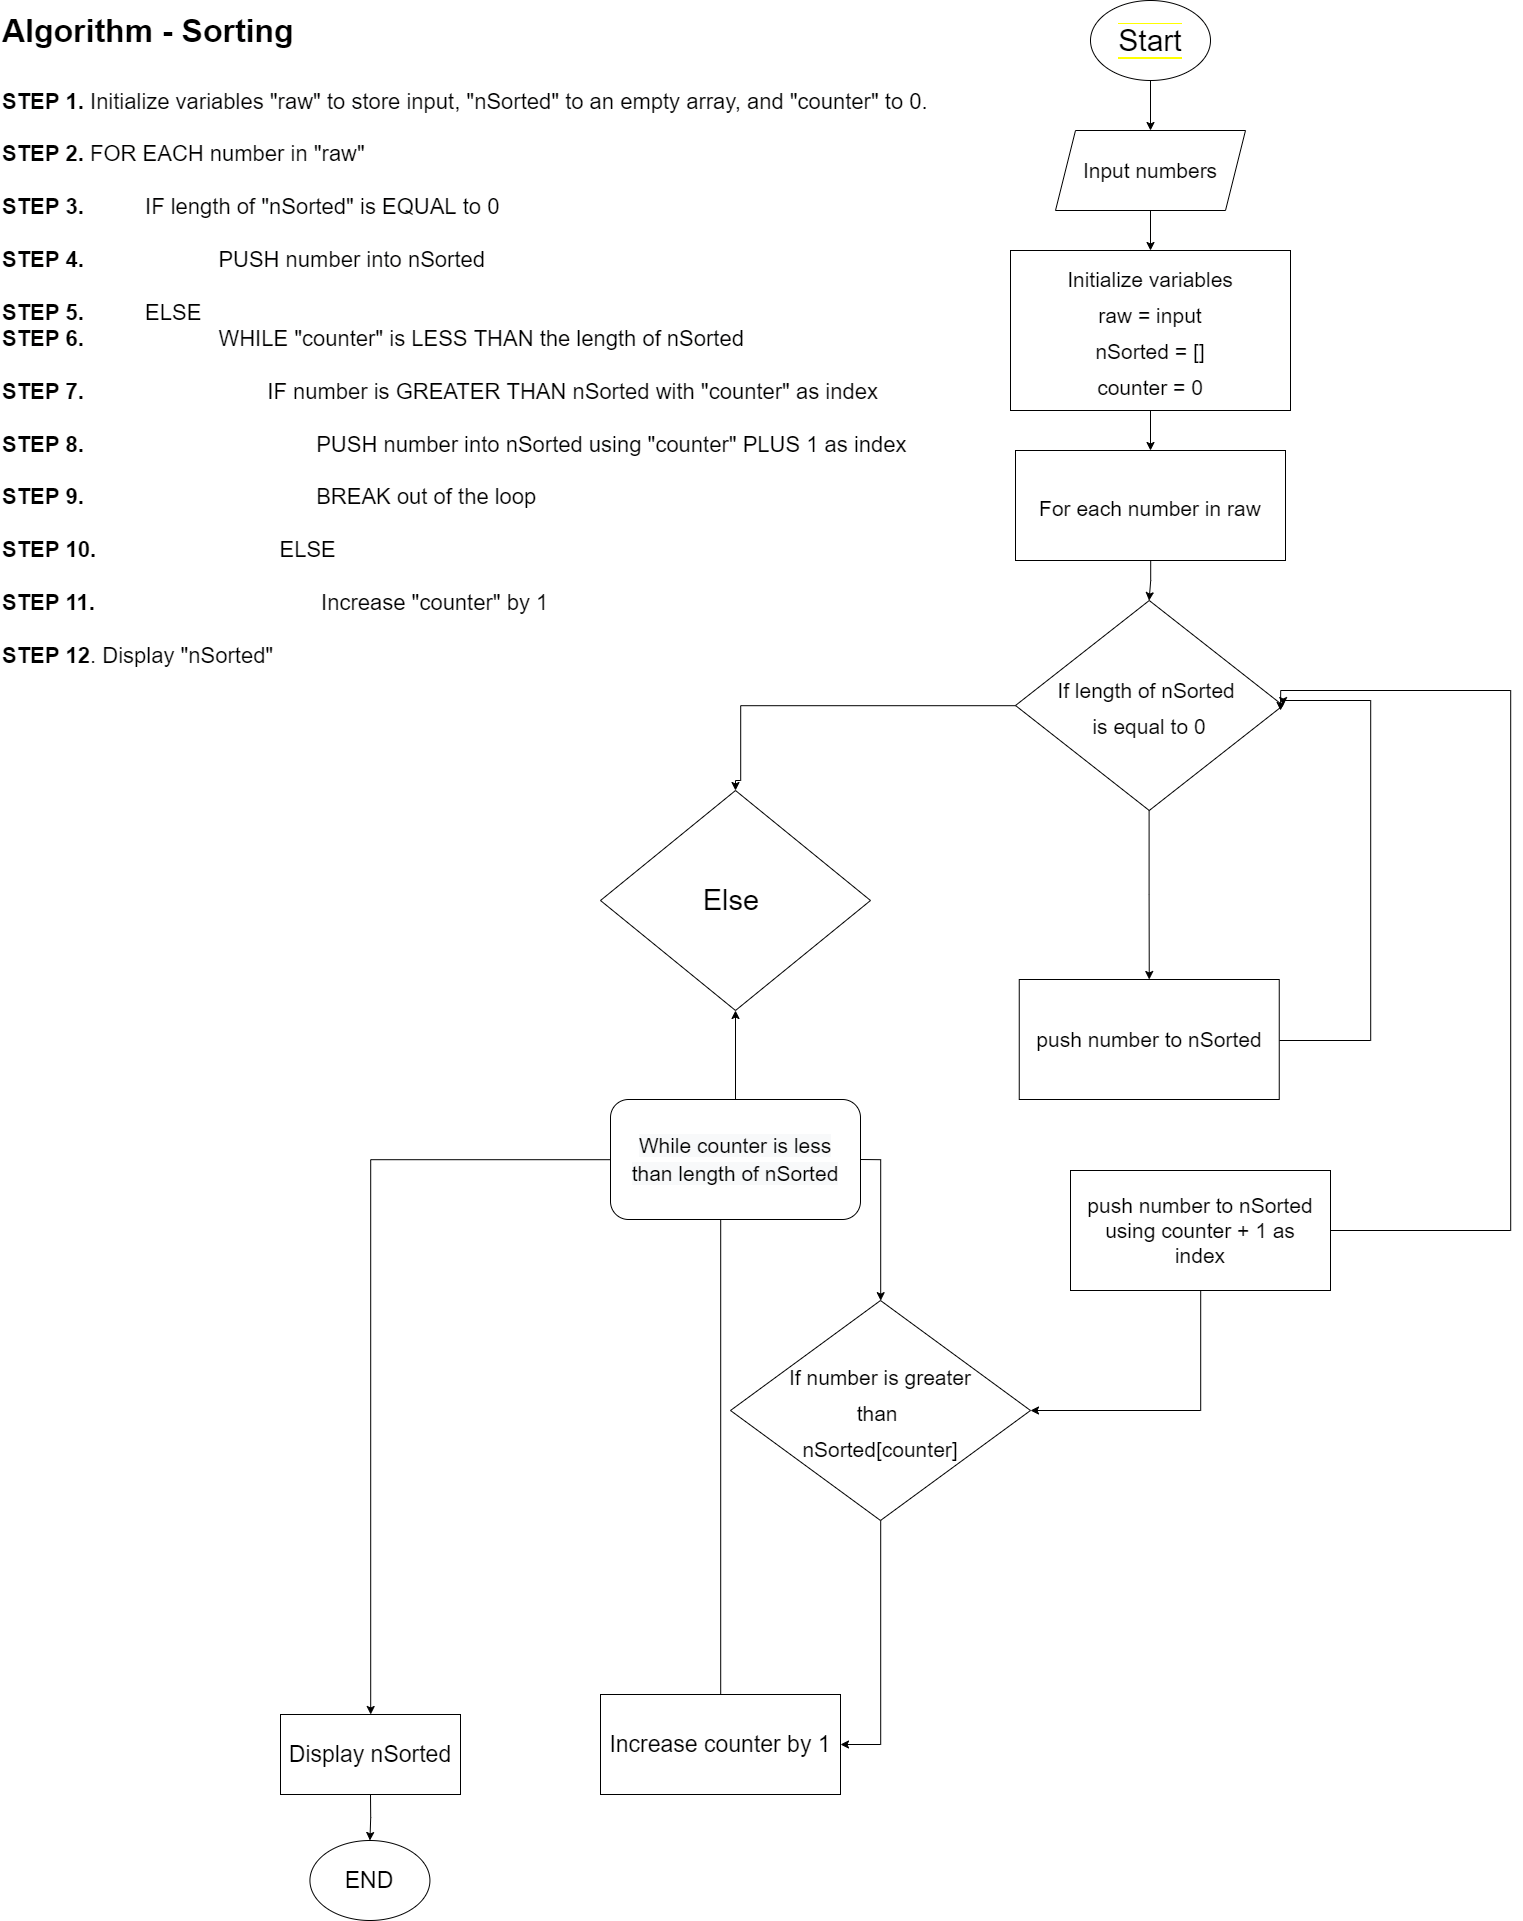 Algorithm - Sorting
STEP 1. Initialize variables "raw" to store input, "nSorted" to an empty array, and "counter" to 0.
STEP 2. FOR EACH number in "raw"
STEP 3. IF length of "nSorted" is EQUAL to 0
STEP 4. PUSH number into nSorted
STEP 5. ELSE
STEP 6. WHILE "counter" is LESS THAN the length of nSorted
STEP 7. IF number is GREATER THAN nSorted with "counter" as index
STEP 8. PUSH number into nSorted using "counter" PLUS 1 as index
STEP 9. BREAK out of the loop
STEP 10. ELSE
STEP 11. Increase "counter" by 1
STEP 12. Display "nSorted"
Start
Input numbers
Initialize variables
raw = input
nSorted = []
counter = 0
For each number in raw
If length of nSorted
is equal to 0
Else
push number to nSorted
While counter is less
than length of nSorted
push number to nSorted
using counter + 1 as
index
If number is greater
than
nSorted[counter]
Increase counter by 1
Display nSorted
END